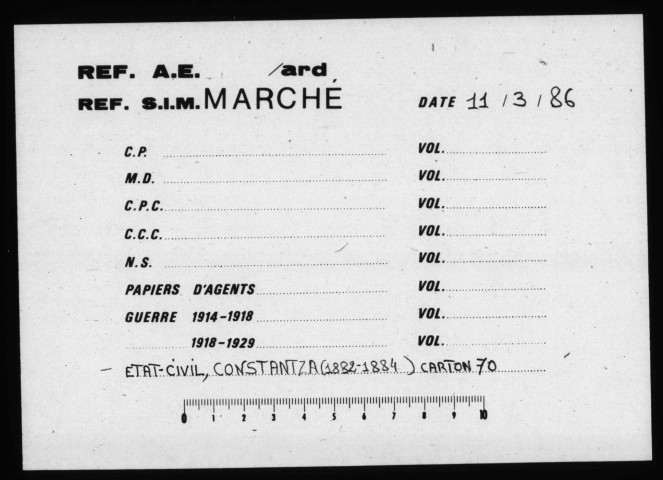 REF. A.E. /ard
REF. S.I.M. MARCHÉ DATE 11 / 3 / 86
C.P. VOL.
M.D. VOL.
C.P.C. VOL.
C.C.C. VOL.
N.S. VOL.
PAPIERS D'AGENTS VOL.
GUERRE 1914-1918 VOL.
1918-1929 VOL.
- ETAT-CIVIL, CONSTANTZA (1882-1884) CARTON 70
0 1 2 3 4 5 6 7 8 9 10